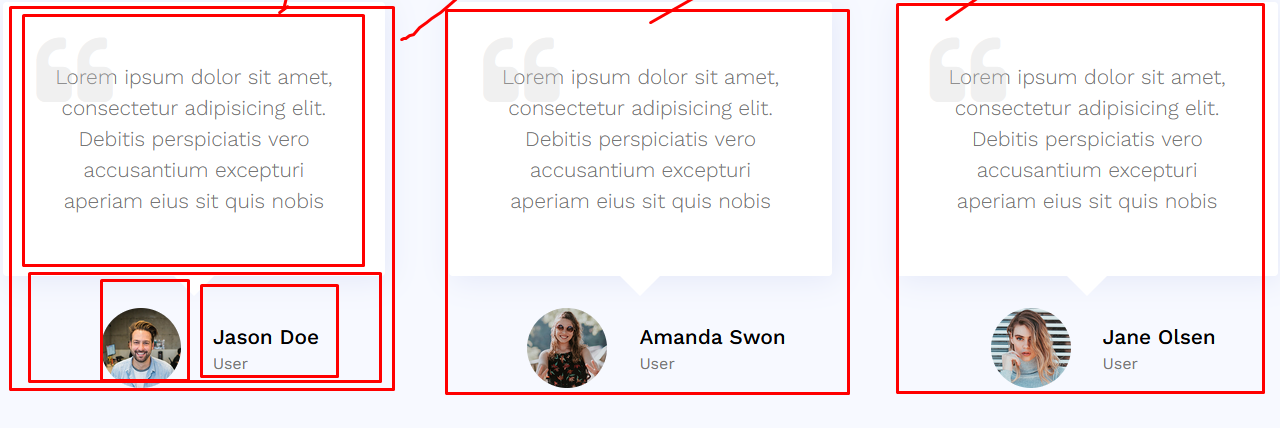 Lorem ipsum dolor sit amet,
consectetur adipisicing elit.
Debitis perspiciatis vero
accusantium excepturi
aperiam eius sit quis nobis
Jason Doe
User
Lorem ipsum dolor sit amet,
consectetur adipisicing elit.
Debitis perspiciatis vero
accusantium excepturi
aperiam eius sit quis nobis
Amanda Swon
User
Lorem ipsum dolor sit amet,
consectetur adipisicing elit.
Debitis perspiciatis vero
accusantium excepturi
aperiam eius sit quis nobis
Jane Olsen
User